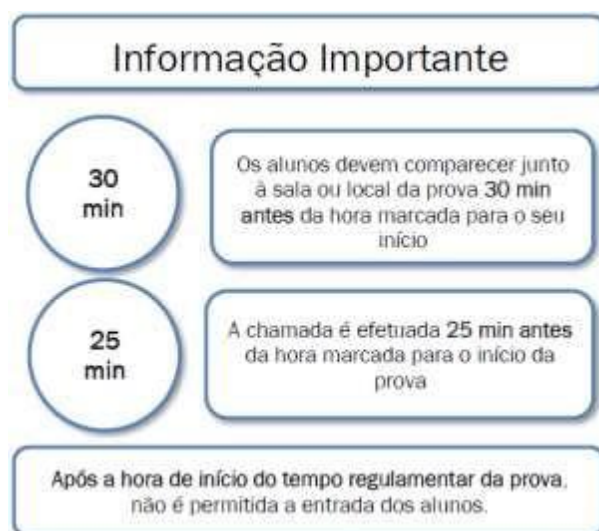 Informação Importante
30
min
Os alunos devem comparecer junto
à sala ou local da prova 30 min
antes da hora marcada para o seu
início
25
min
A chamada é efetuada 25 min antes
da hora marcada para o início da
prova
Após a hora de início do tempo regulamentar da prova,
não é permitida a entrada dos alunos.